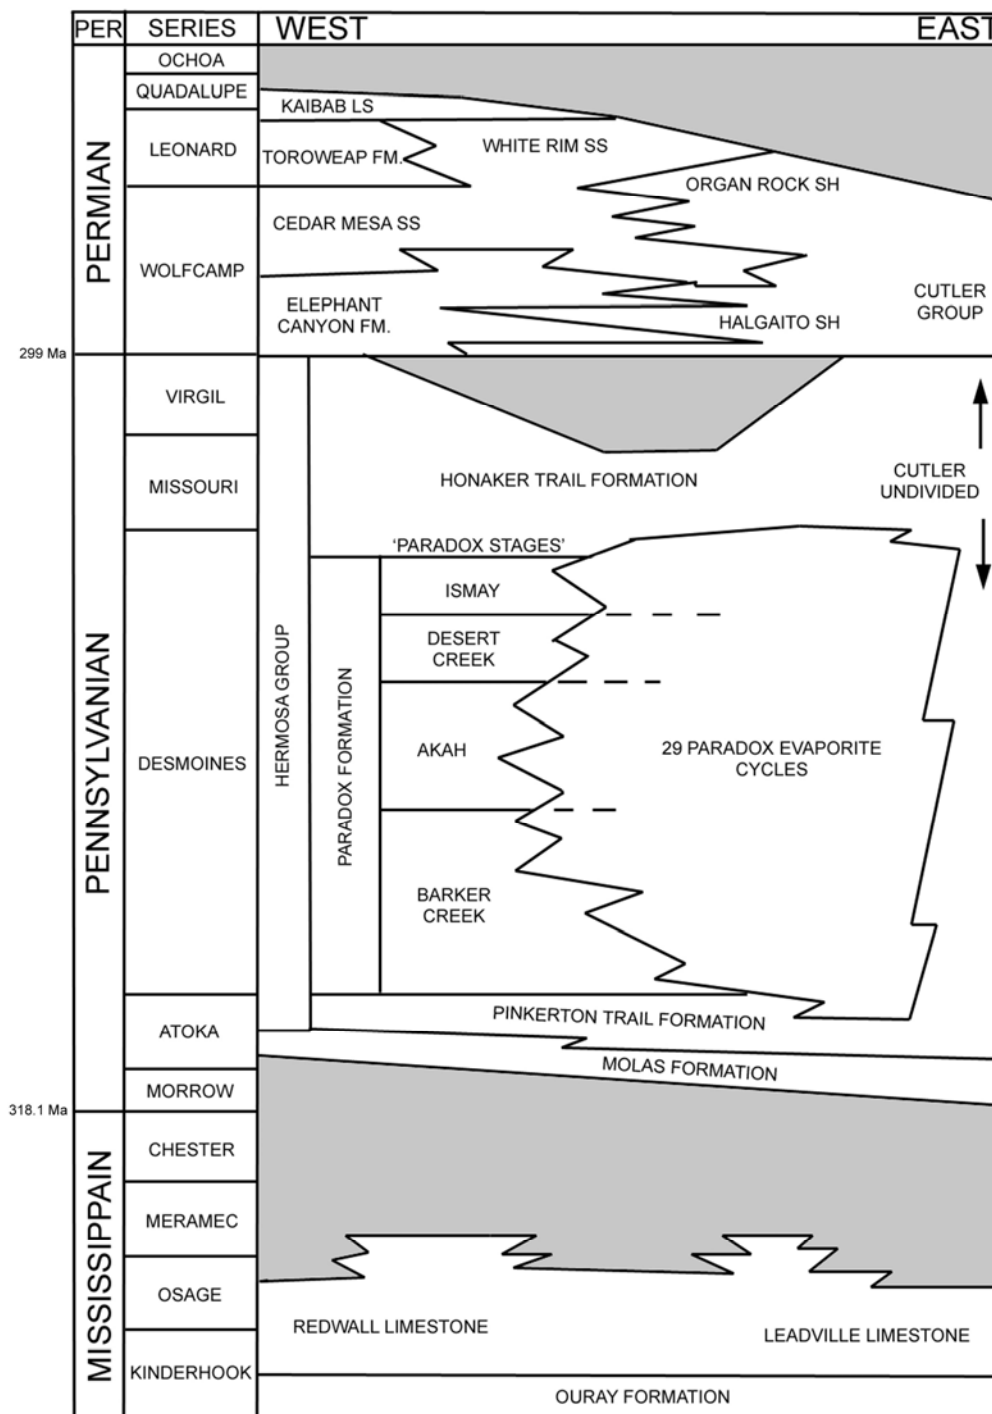 PER SERIES WEST EAST
OCHOA
QUADALUPE
KAIBAB LS
LEONARD
TOROWEAP FM.
WHITE RIM SS
ORGAN ROCK SH
PERMIAN
CEDAR MESA SS
WOLFCAMP
ELEPHANT
CANYON FM.
HALGAITO SH
CUTLER
GROUP
299 Ma
VIRGIL
MISSOURI
HONAKER TRAIL FORMATION
CUTLER
UNDIVIDED
'PARADOX STAGES'
ISMAY
DESERT
CREEK
PENNSYLVANIAN
HERMOSA GROUP
PARADOX FORMATION
DESMOINES
AKAH
29 PARADOX EVAPORITE
CYCLES
BARKER
CREEK
ATOKA
PINKERTON TRAIL FORMATION
MOLAS FORMATION
MORROW
318.1 Ma
CHESTER
MERAMEC
MISSISSIPPAIN
OSAGE
REDWALL LIMESTONE
LEADVILLE LIMESTONE
KINDERHOOK
OURAY FORMATION